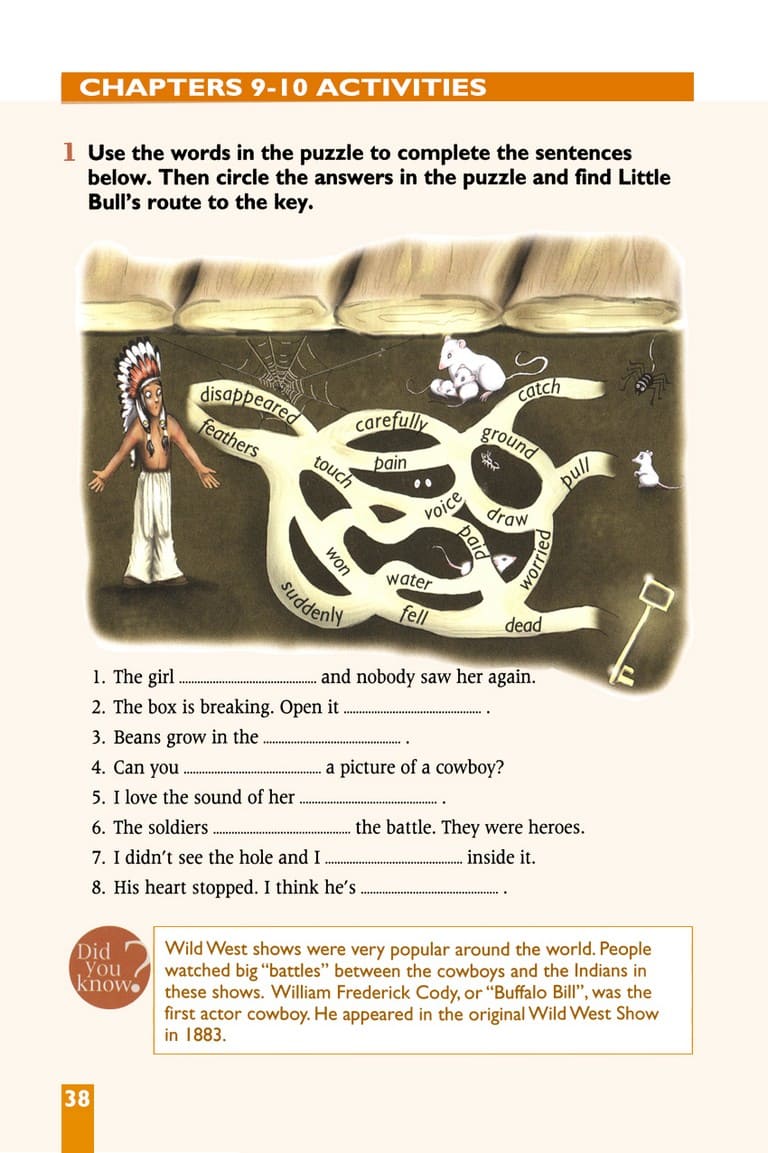 CHAPTERS 9-10 ACTIVITIES
1 Use the words in the puzzle to complete the sentences
below. Then circle the answers in the puzzle and find Little
Bull's route to the key.
disappeared
feathers
carefully
catch
ground
pull
touch
pain
voice
draw
paid
worried
won
water
suddenly
fell
dead
1. The girl ............................................. and nobody saw her again.
2. The box is breaking. Open it ............................................. .
3. Beans grow in the ............................................. .
4. Can you ............................................. a picture of a cowboy?
5. I love the sound of her ............................................. .
6. The soldiers ............................................. the battle. They were heroes.
7. I didn't see the hole and I ............................................. inside it.
8. His heart stopped. I think he's ............................................. .
Did
you
know?
Wild West shows were very popular around the world. People
watched big "battles" between the cowboys and the Indians in
these shows. William Frederick Cody, or "Buffalo Bill", was the
first actor cowboy. He appeared in the original Wild West Show
in 1883.
38